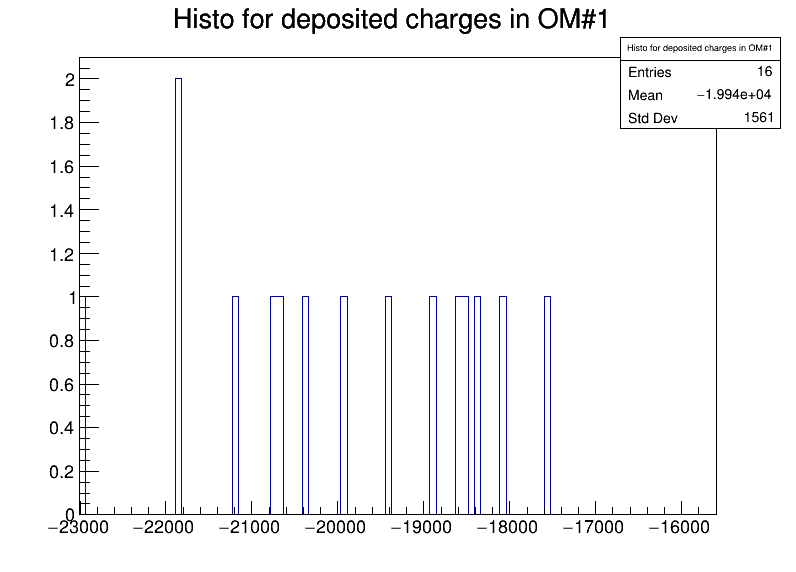 Histo for deposited charges in OM#1
Histo for deposited charges in OM#1
Entries 16
Mean −1.994e+04
Std Dev 1561
2
1.8
1.6
1.4
1.2
1
0.8
0.6
0.4
0.2
0
−23000 −22000 −21000 −20000 −19000 −18000 −17000 −16000